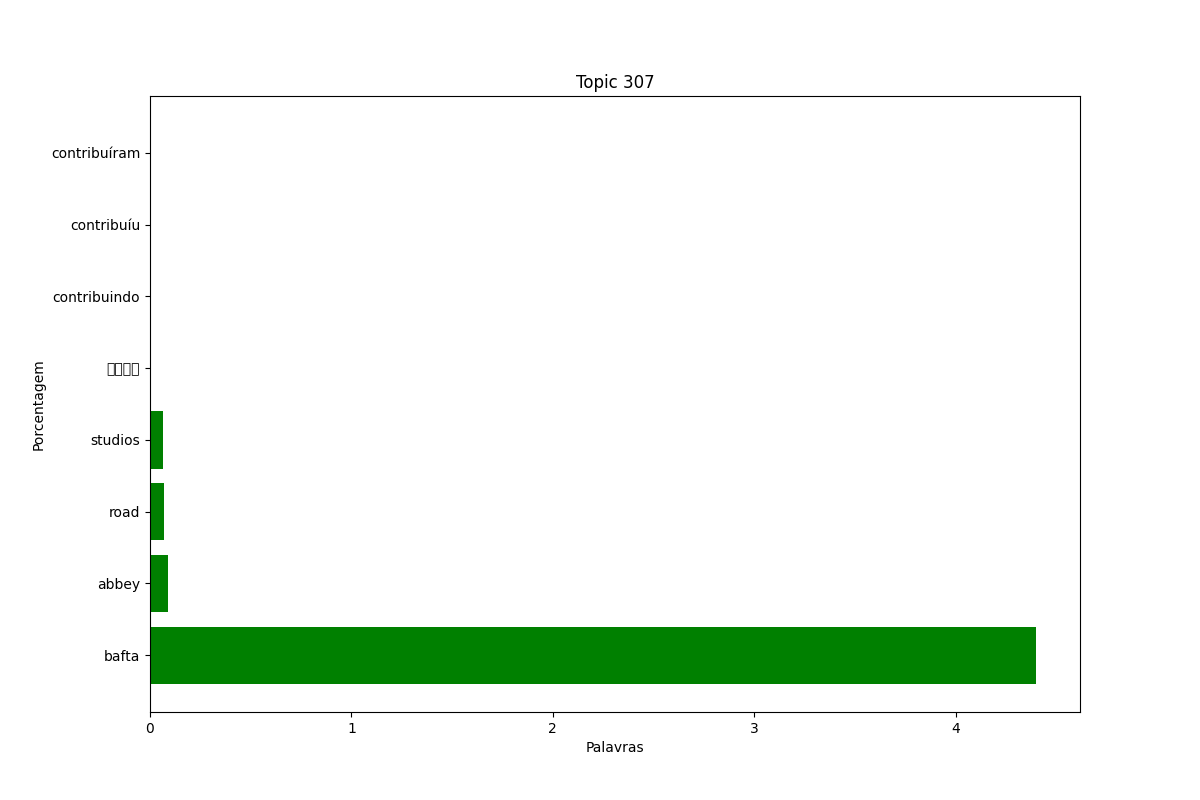 Topic 307
contribuíram
contribuíu
contribuindo
studios
road
abbey
bafta
Porcentagem
0 1 2 3 4
Palavras